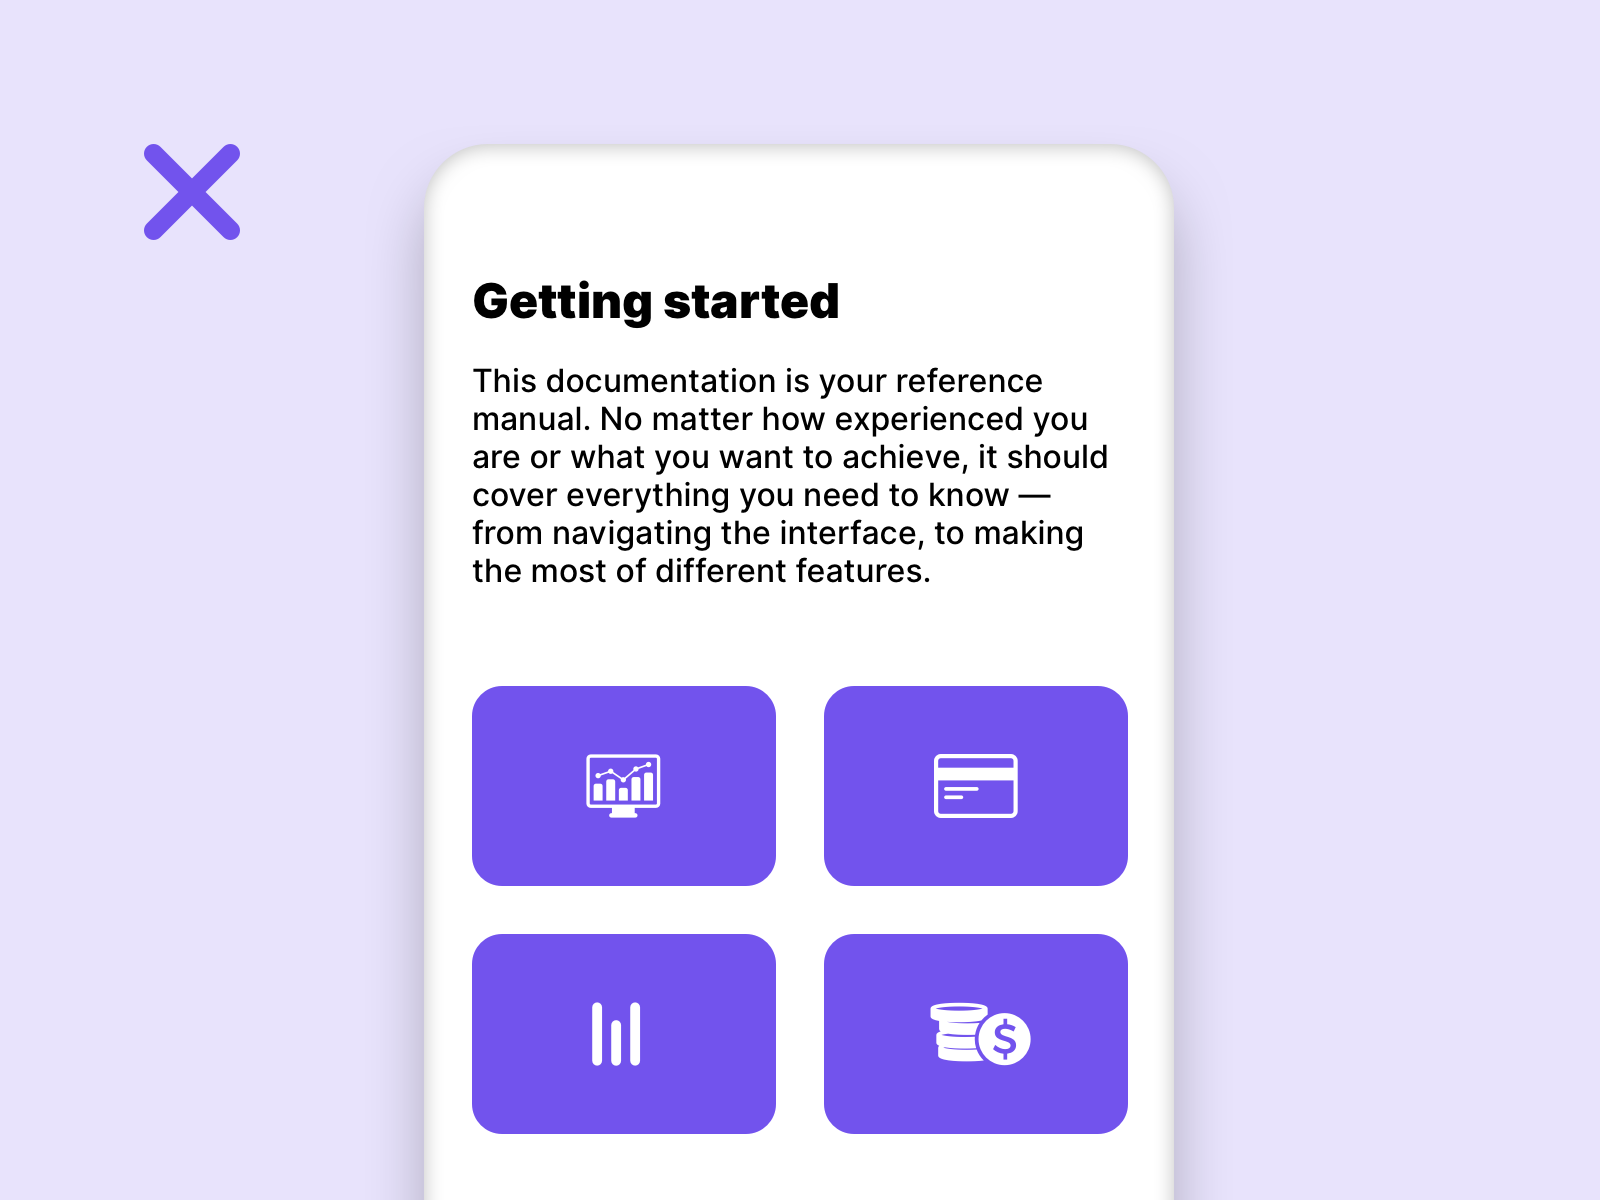 Getting started
This documentation is your reference
manual. No matter how experienced you
are or what you want to achieve, it should
cover everything you need to know —
from navigating the interface, to making
the most of different features.
$